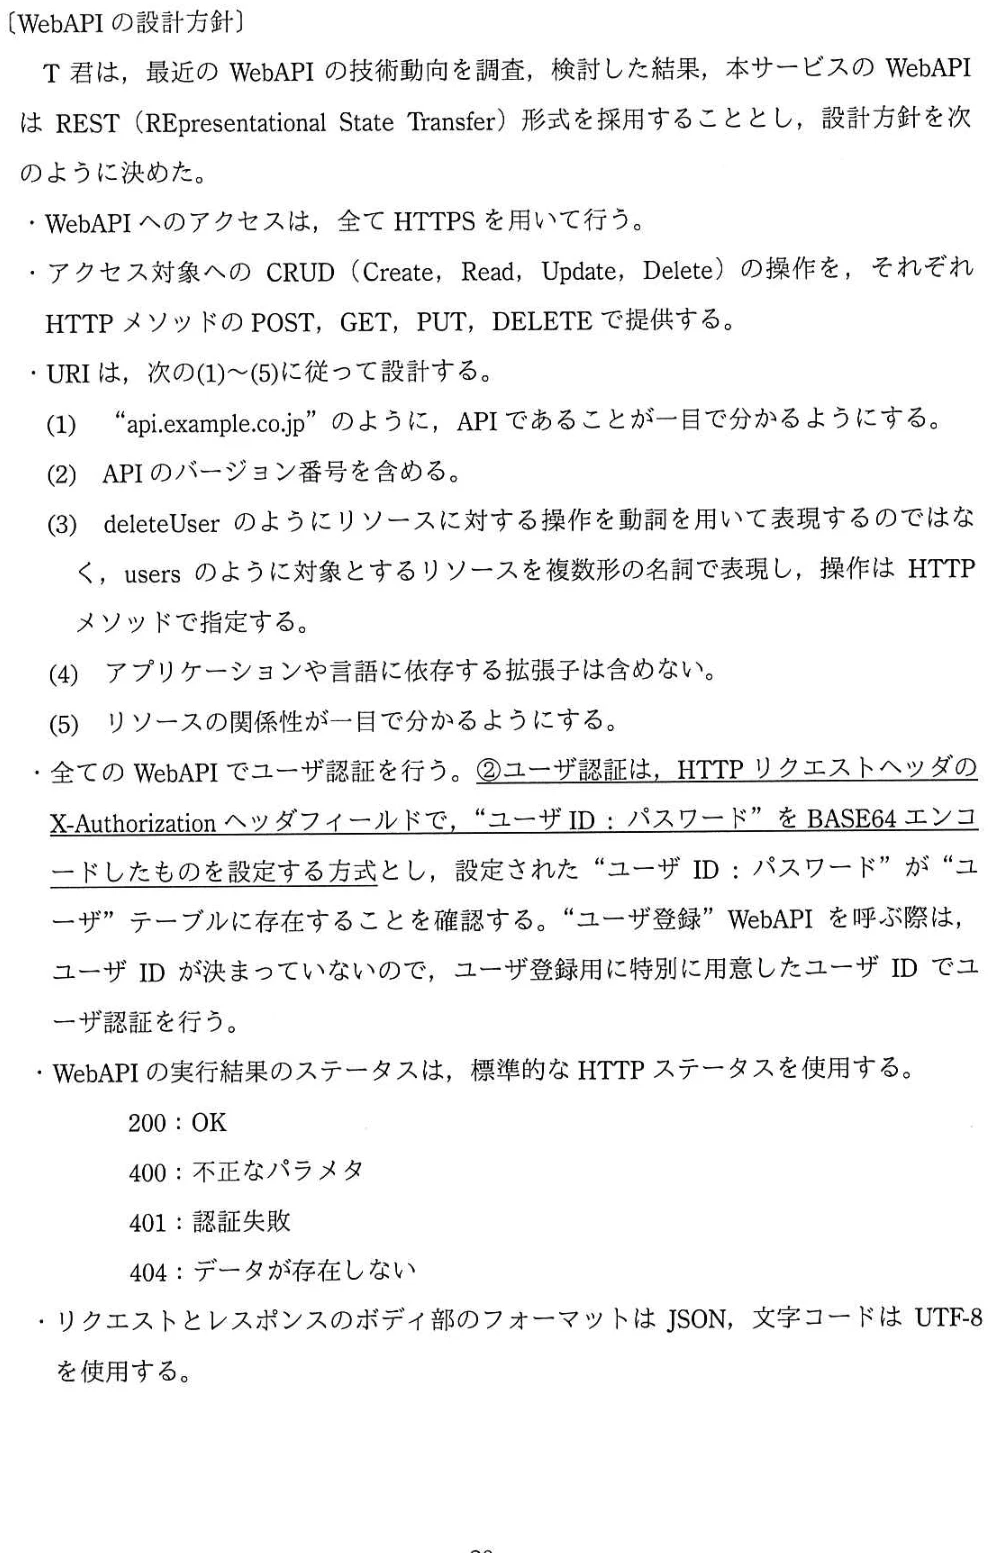 〔WebAPI の設計方針〕
T 君は，最近の WebAPI の技術動向を調査，検討した結果，本サービスの WebAPI
は REST（REpresentational State Transfer）形式を採用することとし，設計方針を次
のように決めた。
・WebAPI へのアクセスは，全て HTTPS を用いて行う。
・アクセス対象への CRUD（Create，Read，Update，Delete）の操作を，それぞれ
HTTP メソッドの POST，GET，PUT，DELETE で提供する。
・URI は，次の(1)～(5)に従って設計する。
(1) “api.example.co.jp” のように，API であることが一目で分かるようにする。
(2) API のバージョン番号を含める。
(3) deleteUser のようにリソースに対する操作を動詞を用いて表現するのではな
く，users のように対象とするリソースを複数形の名詞で表現し，操作は HTTP
メソッドで指定する。
(4) アプリケーションや言語に依存する拡張子は含めない。
(5) リソースの関係性が一目で分かるようにする。
・全ての WebAPI でユーザ認証を行う。②ユーザ認証は，HTTP リクエストヘッダの
X-Authorization ヘッダフィールドで，“ユーザ ID：パスワード” を BASE64 エンコ
ードしたものを設定する方式とし，設定された “ユーザ ID：パスワード” が “ユ
ーザ” テーブルに存在することを確認する。“ユーザ登録” WebAPI を呼ぶ際は，
ユーザ ID が決まっていないので，ユーザ登録用に特別に用意したユーザ ID でユ
ーザ認証を行う。
・WebAPI の実行結果のステータスは，標準的な HTTP ステータスを使用する。
200：OK
400：不正なパラメタ
401：認証失敗
404：データが存在しない
・リクエストとレスポンスのボディ部のフォーマットは JSON，文字コードは UTF-8
を使用する。